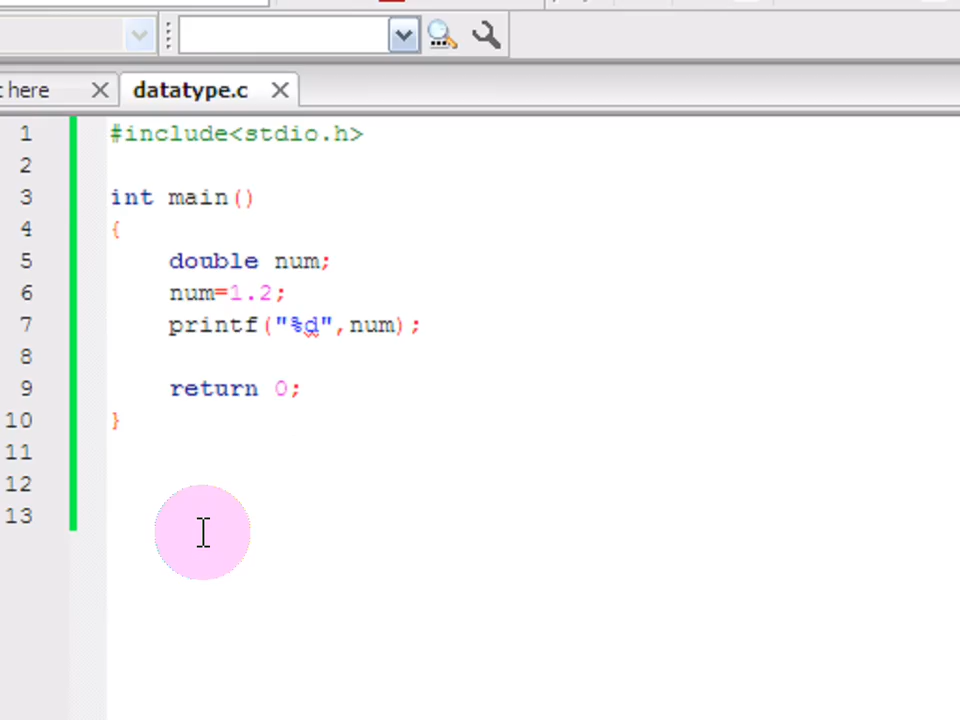 here
datatype.c
1 #include<stdio.h>
2
3 int main()
4 {
5     double num;
6     num=1.2;
7     printf("%d",num);
8
9     return 0;
10 }
11
12
13